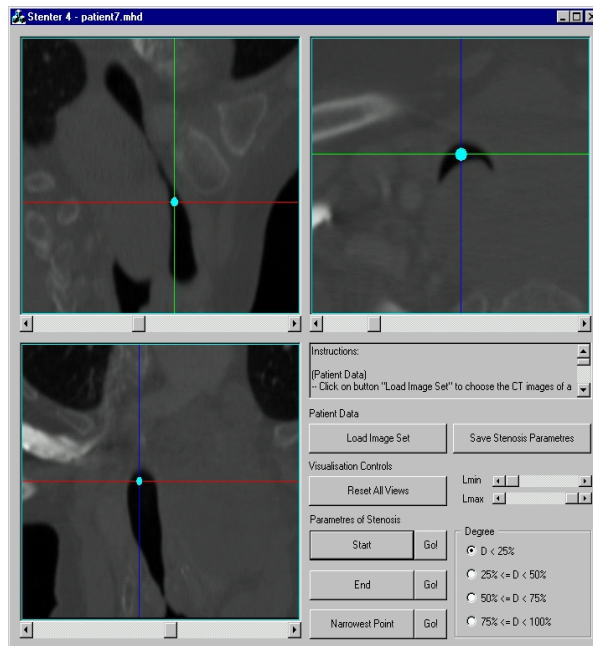 Stenter 4 - patient7.mhd
Instructions:
(Patient Data)
-- Click on button "Load Image Set" to choose the CT images of a
Patient Data
Load Image Set
Save Stenosis Parametres
Visualisation Controls
Reset All Views
Lmin
Lmax
Parametres of Stenosis
Start
Go!
End
Go!
Narrowest Point
Go!
Degree
D < 25%
25% <= D < 50%
50% <= D < 75%
75% <= D < 100%